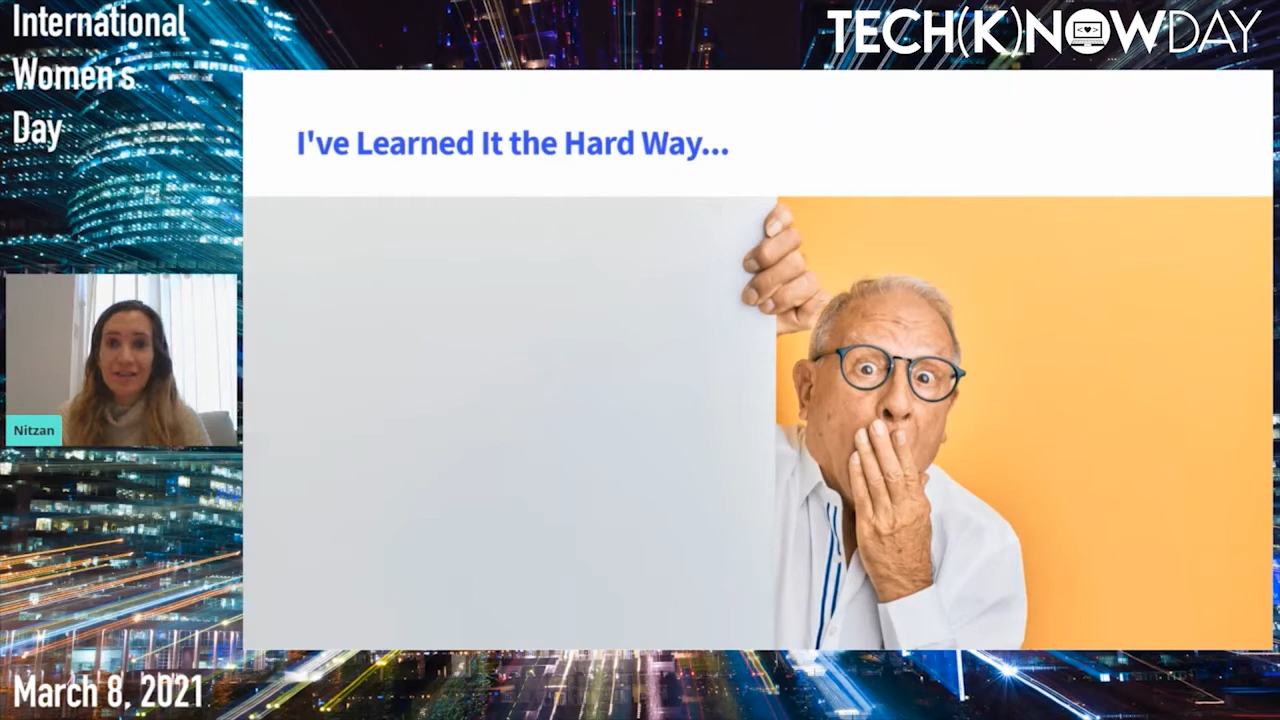 International
Women's
Day
TECH(K)NOWDAY
I've Learned It the Hard Way...
Nitzan
March 8, 2021